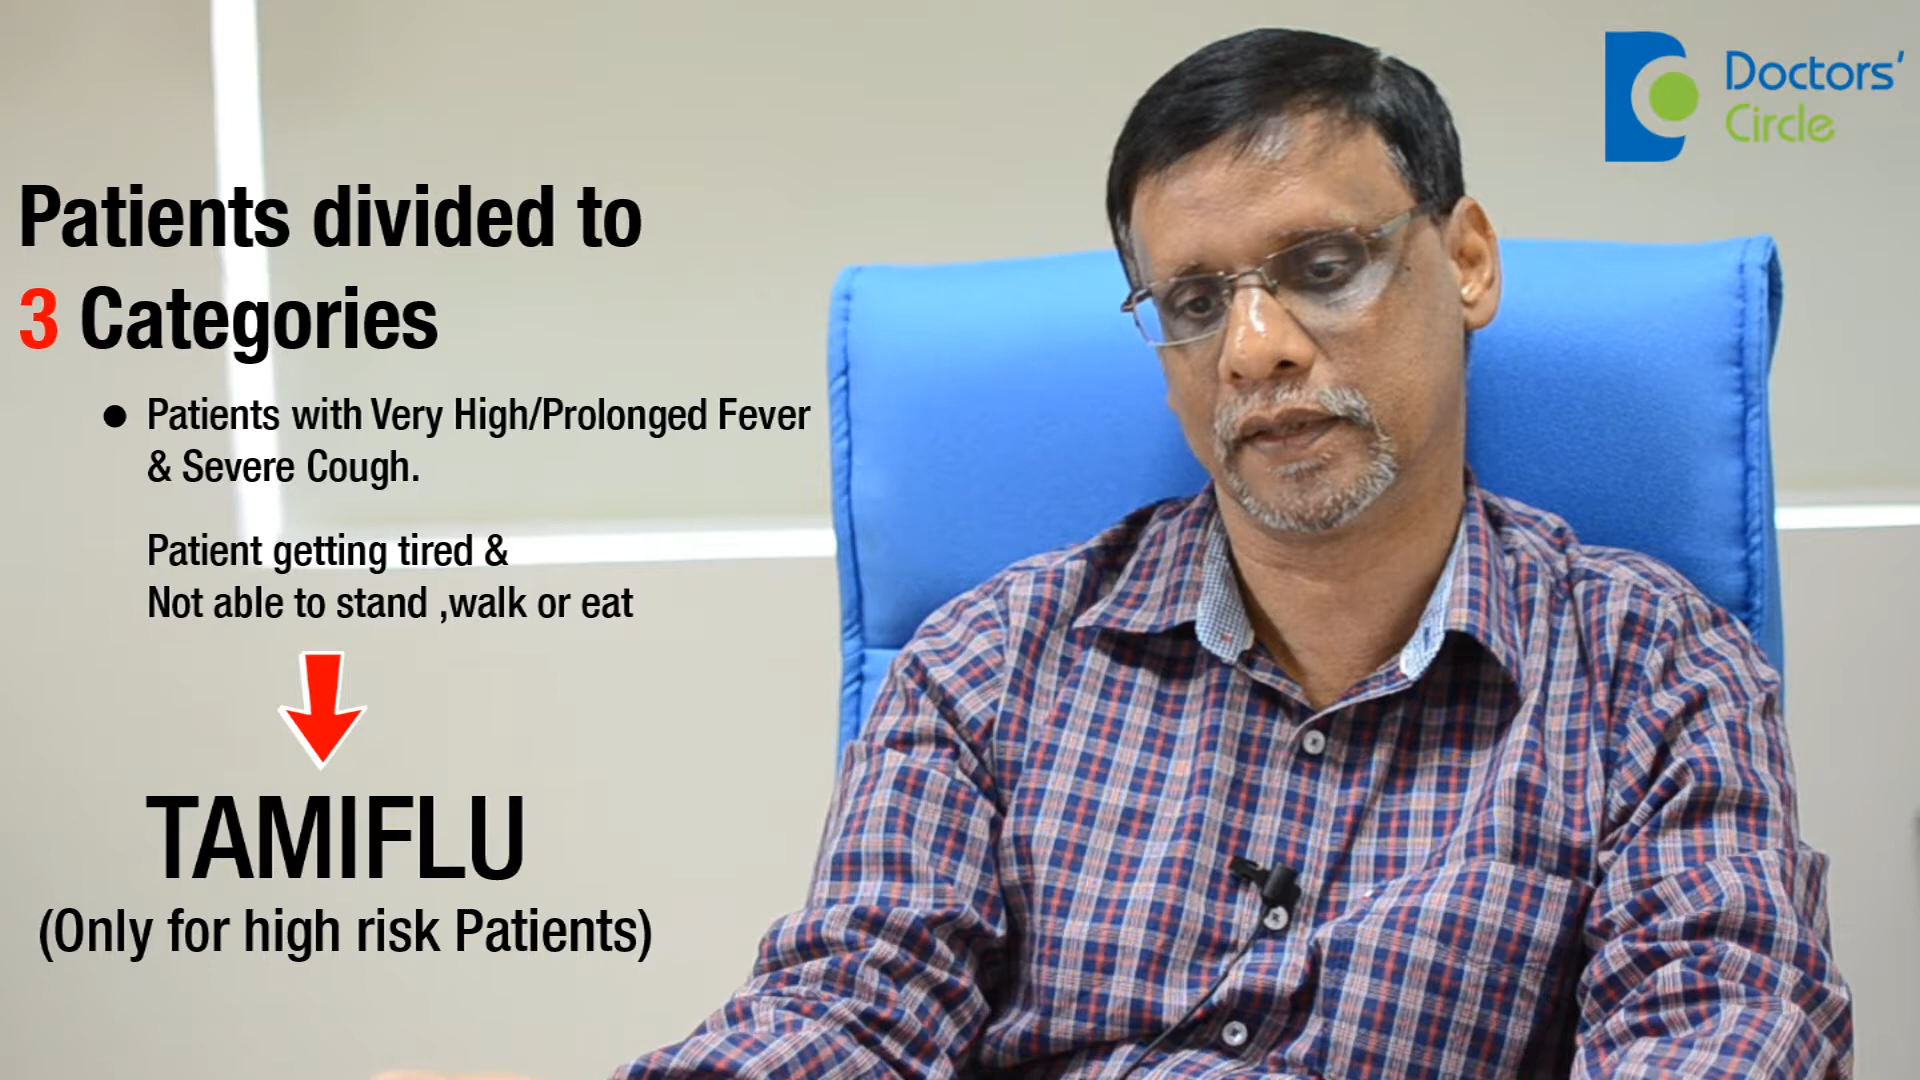 Doctors'
Circle
Patients divided to
3 Categories
● Patients with Very High/Prolonged Fever
& Severe Cough.
Patient getting tired &
Not able to stand ,walk or eat
TAMIFLU
(Only for high risk Patients)